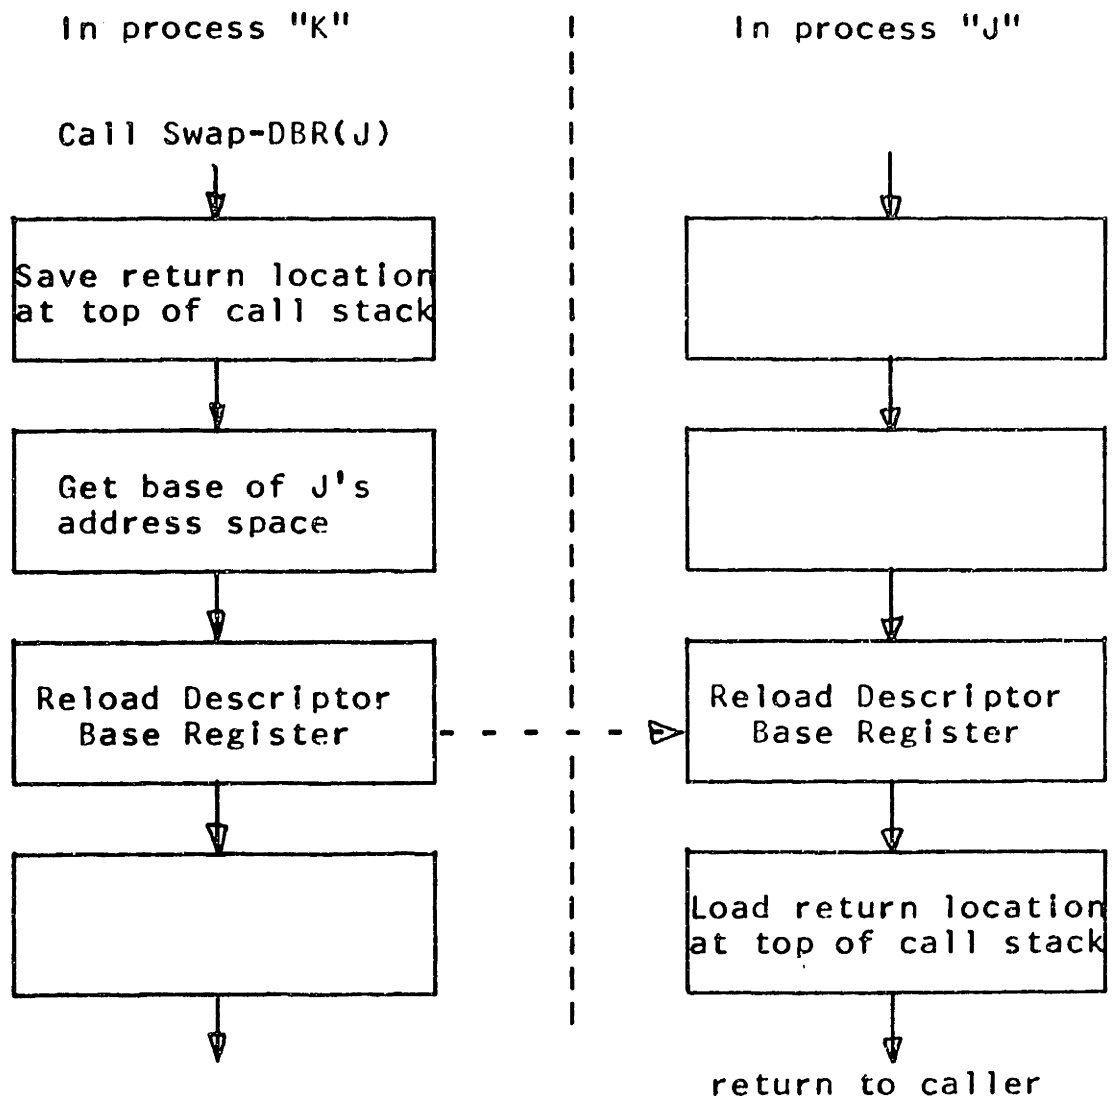 In process "K"
In process "J"
Call Swap-DBR(J)
Save return location
at top of call stack
Get base of J's
address space
Reload Descriptor
Base Register
Reload Descriptor
Base Register
Load return location
at top of call stack
return to caller